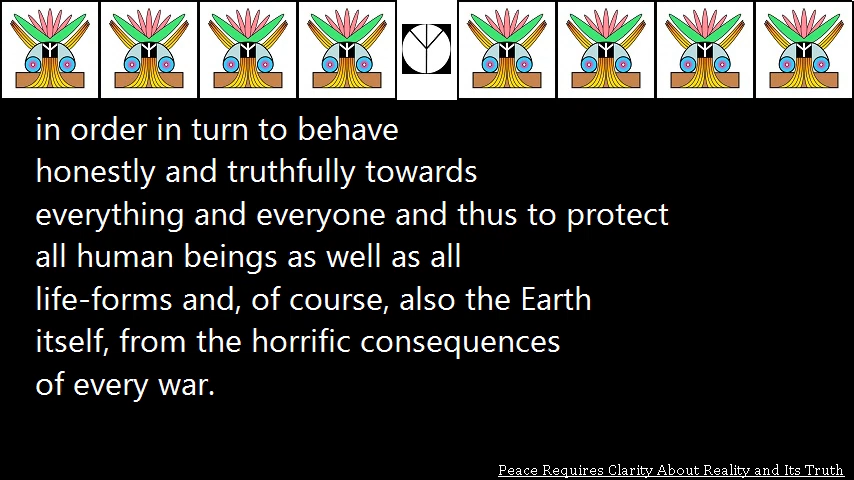 in order in turn to behave
honestly and truthfully towards
everything and everyone and thus to protect
all human beings as well as all
life-forms and, of course, also the Earth
itself, from the horrific consequences
of every war.
Peace Requires Clarity About Reality and Its Truth